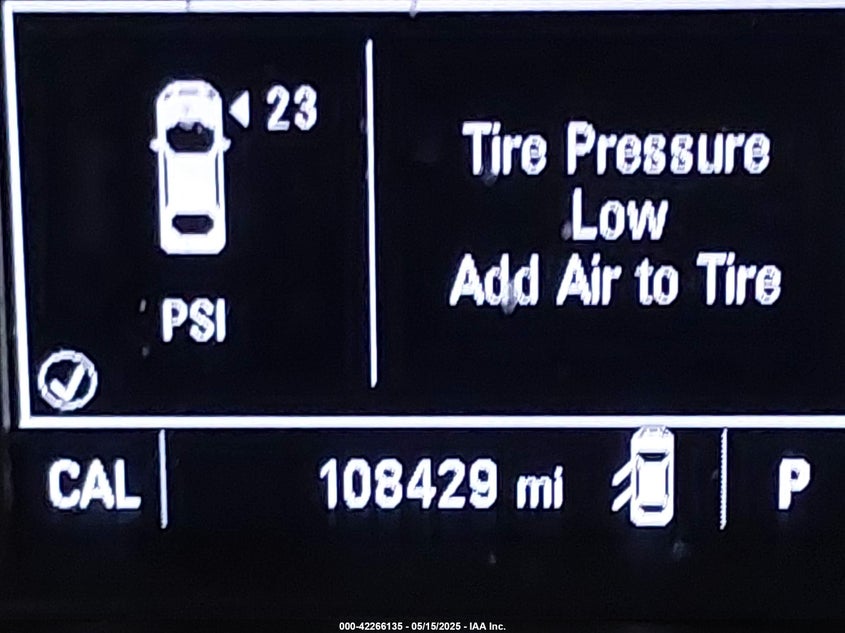 23
Tire Pressure
Low
Add Air to Tire
PSI
CAL
108429 mi
P
000-42266135 - 05/15/2025 - IAA Inc.